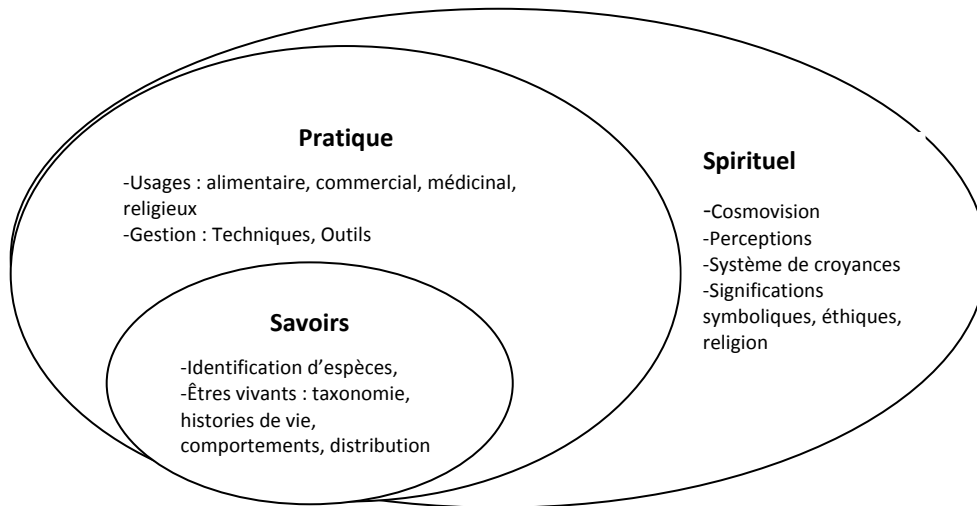 Pratique
-Usages : alimentaire, commercial, médicinal,
religieux
-Gestion : Techniques, Outils
Spirituel
-Cosmovision
-Perceptions
-Système de croyances
-Significations
symboliques, éthiques,
religion
Savoirs
-Identification d’espèces,
-Êtres vivants : taxonomie,
histories de vie,
comportements, distribution